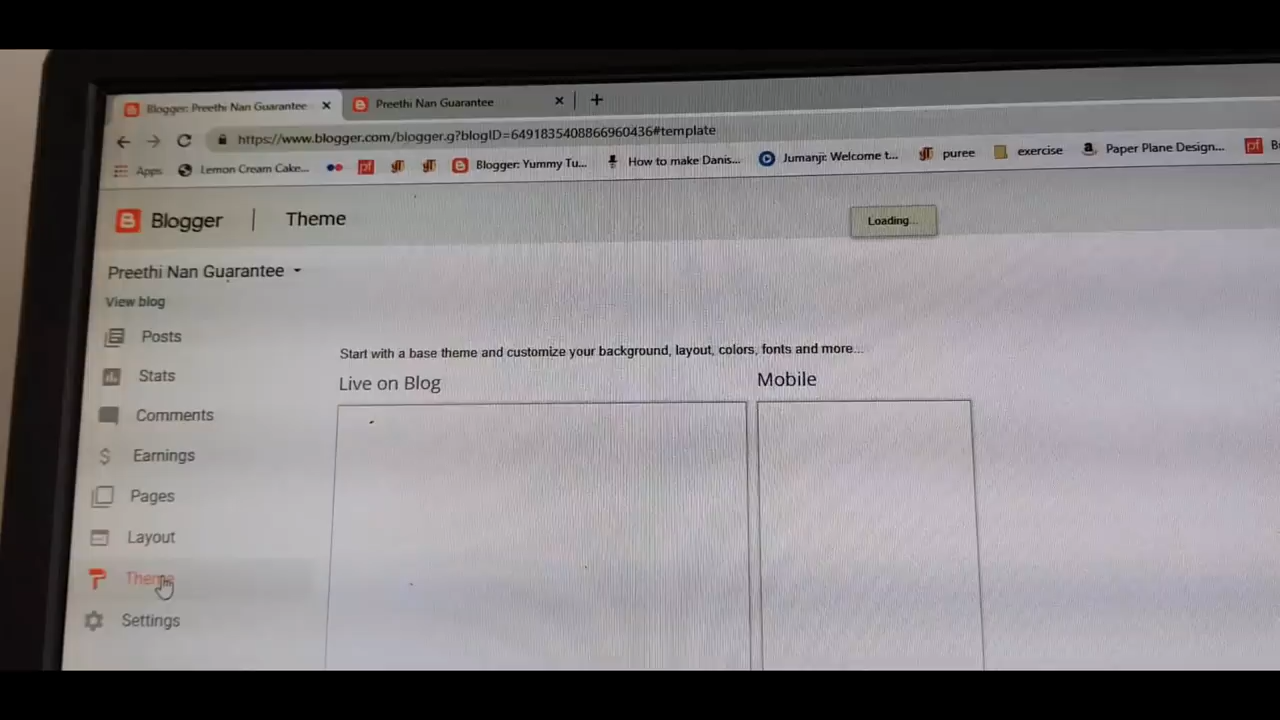 Blogger: Preethi Nan Guarantee
Preethi Nan Guarantee
https://www.blogger.com/blogger.g?blogID=6491835408866960436#template
Apps Lemon Cream Cake... pf Blogger: Yummy Tu... How to make Danis... Jumanji: Welcome t... puree exercise Paper Plane Design... pf
Blogger | Theme
Loading...
Preethi Nan Guarantee
View blog
Posts
Stats
Comments
Earnings
Pages
Layout
Theme
Settings
Start with a base theme and customize your background, layout, colors, fonts and more...
Live on Blog
Mobile